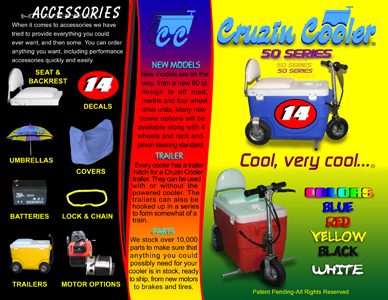 ACCESSORIES
When it comes to accessories we have
tried to provide everything you could
ever want, and then some. You can order
anything you want, including performance
accessories quickly and easily.
SEAT &
BACKREST
14
DECALS
UMBRELLAS
COVERS
BATTERIES
LOCK & CHAIN
TRAILERS
MOTOR OPTIONS
CC
NEW MODELS
New models are on the
way, from a new 60 qt.
design to off road,
marine and four wheel
drive units. Many new
power options will be
available along with 4
wheels and rack and
pinion steering standard.
TRAILER
Every cooler has a trailer
hitch for a Cruzin Cooler
trailer. They can be used
with or without the
powered cooler. The
trailers can also be
hooked up in a series
to form somewhat of a
train.
PARTS
We stock over 10,000
parts to make sure that
anything you could
possibly need for your
cooler is in stock, ready
to ship, from new motors
to brakes and tires.
Cruzin Cooler
50 SERIES
50 SERIES
50 SERIES
14
Cool, very cool...®
COLORS
BLUE
RED
YELLOW
BLACK
WHITE
Patent Pending-All Rights Reserved